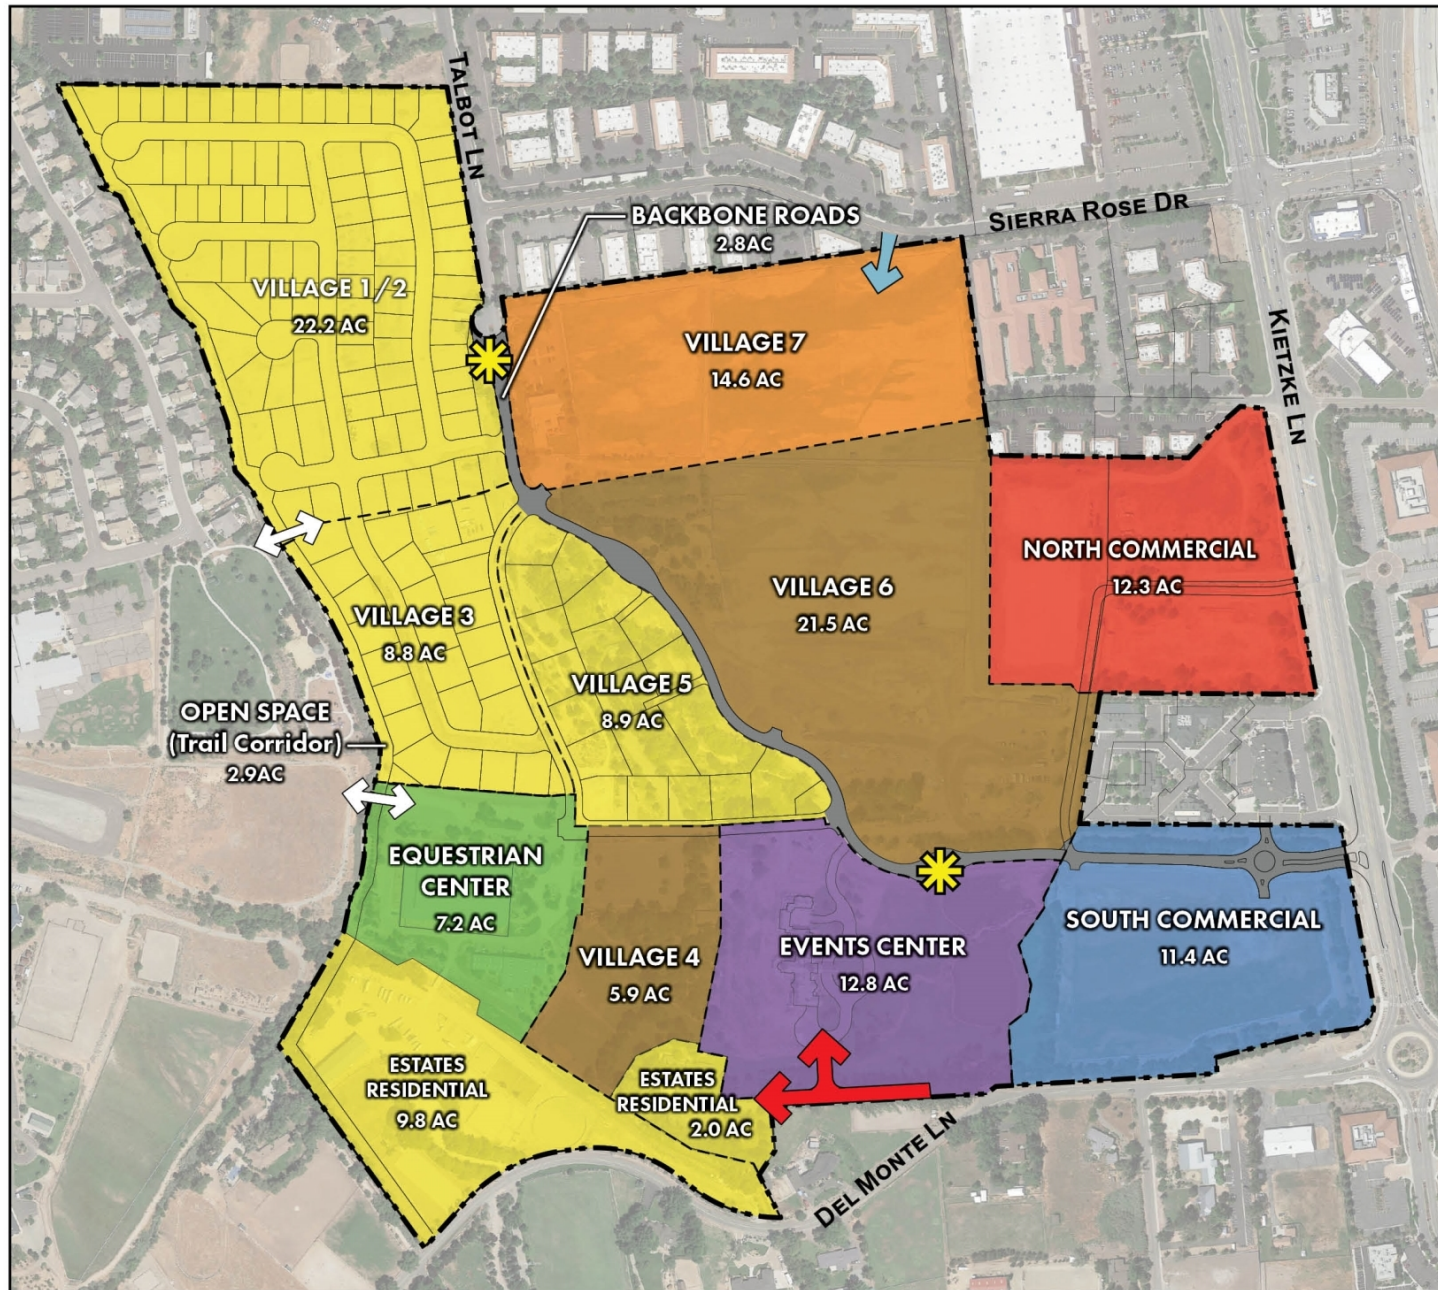 TALBOT LN
BACKBONE ROADS
2.8AC
SIERRA ROSE DR
VILLAGE 1/2
22.2 AC
VILLAGE 7
14.6 AC
KIETZKE LN
NORTH COMMERCIAL
12.3 AC
VILLAGE 6
21.5 AC
VILLAGE 3
8.8 AC
VILLAGE 5
8.9 AC
OPEN SPACE
(Trail Corridor)
2.9AC
EQUESTRIAN
CENTER
7.2 AC
VILLAGE 4
5.9 AC
EVENTS CENTER
12.8 AC
SOUTH COMMERCIAL
11.4 AC
ESTATES
RESIDENTIAL
9.8 AC
ESTATES
RESIDENTIAL
2.0 AC
DEL MONTE LN